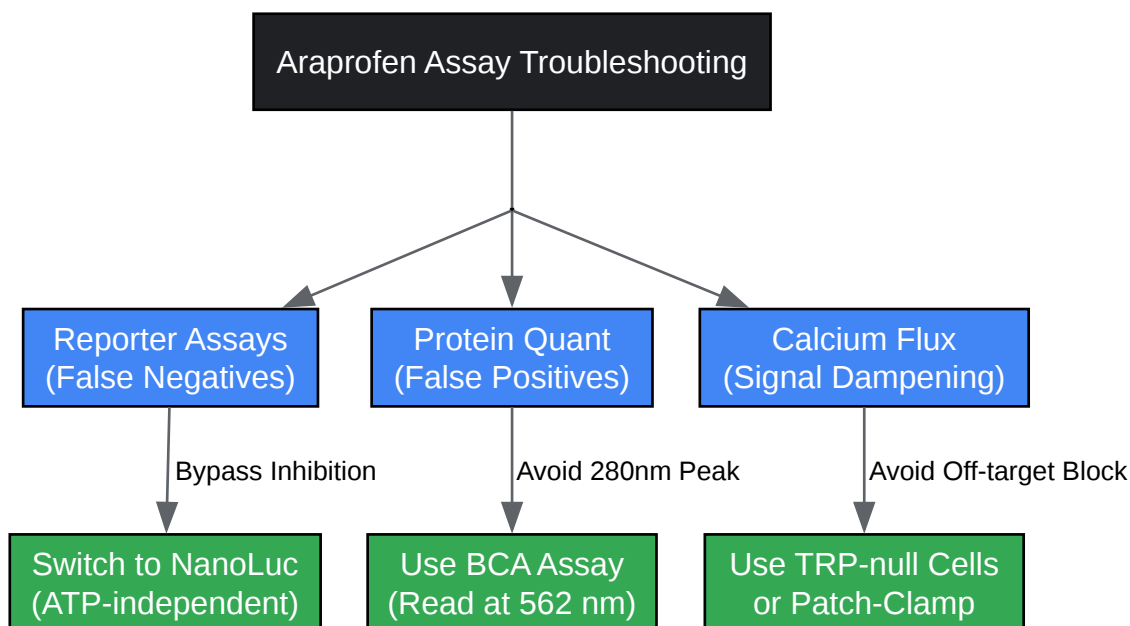 Araprofen Assay Troubleshooting
Reporter Assays
(False Negatives)
Protein Quant
(False Positives)
Calcium Flux
(Signal Dampening)
Bypass Inhibition
Avoid 280nm Peak
Avoid Off-target Block
Switch to NanoLuc
(ATP-independent)
Use BCA Assay
(Read at 562 nm)
Use TRP-null Cells
or Patch-Clamp